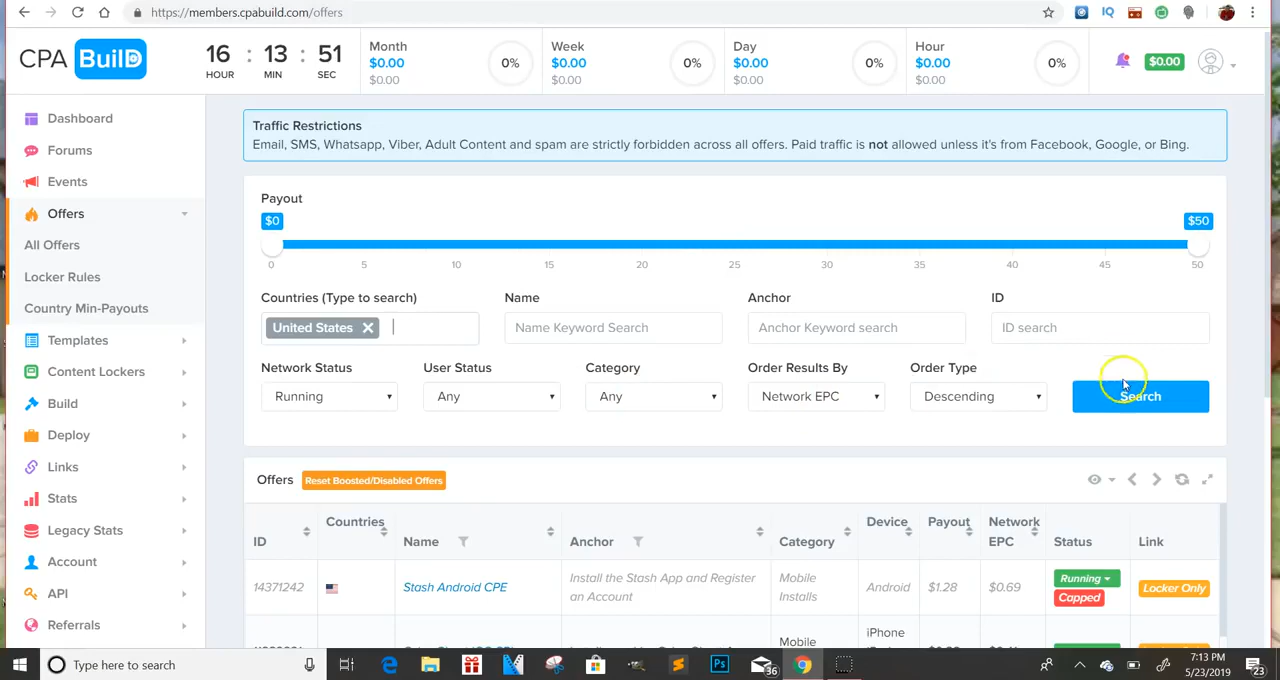 https://members.cpabuild.com/offers
IQ
CPA BuilD
16 : 13 : 51
HOUR MIN SEC
Month
$0.00
$0.00
0%
Week
$0.00
$0.00
0%
Day
$0.00
$0.00
0%
Hour
$0.00
$0.00
0%
$0.00
Dashboard
Forums
Events
Offers
All Offers
Locker Rules
Country Min-Payouts
Templates
Content Lockers
Build
Deploy
Links
Stats
Legacy Stats
Account
API
Referrals
Traffic Restrictions
Email, SMS, Whatsapp, Viber, Adult Content and spam are strictly forbidden across all offers. Paid traffic is not allowed unless it's from Facebook, Google, or Bing.
Payout
$0 $50
0 5 10 15 20 25 30 35 40 45 50
Countries (Type to search) Name Anchor ID
United States Name Keyword Search Anchor Keyword search ID search
Network Status User Status Category Order Results By Order Type
Running Any Any Network EPC Descending Search
Offers Reset Boosted/Disabled Offers
ID Countries Name Anchor Category Device Payout Network EPC Status Link
14371242 Stash Android CPE Install the Stash App and Register an Account Mobile Installs Android $1.28 $0.69 Running Capped Locker Only
Mobile iPhone
Type here to search
Ps
36
7:13 PM
5/23/2019
23